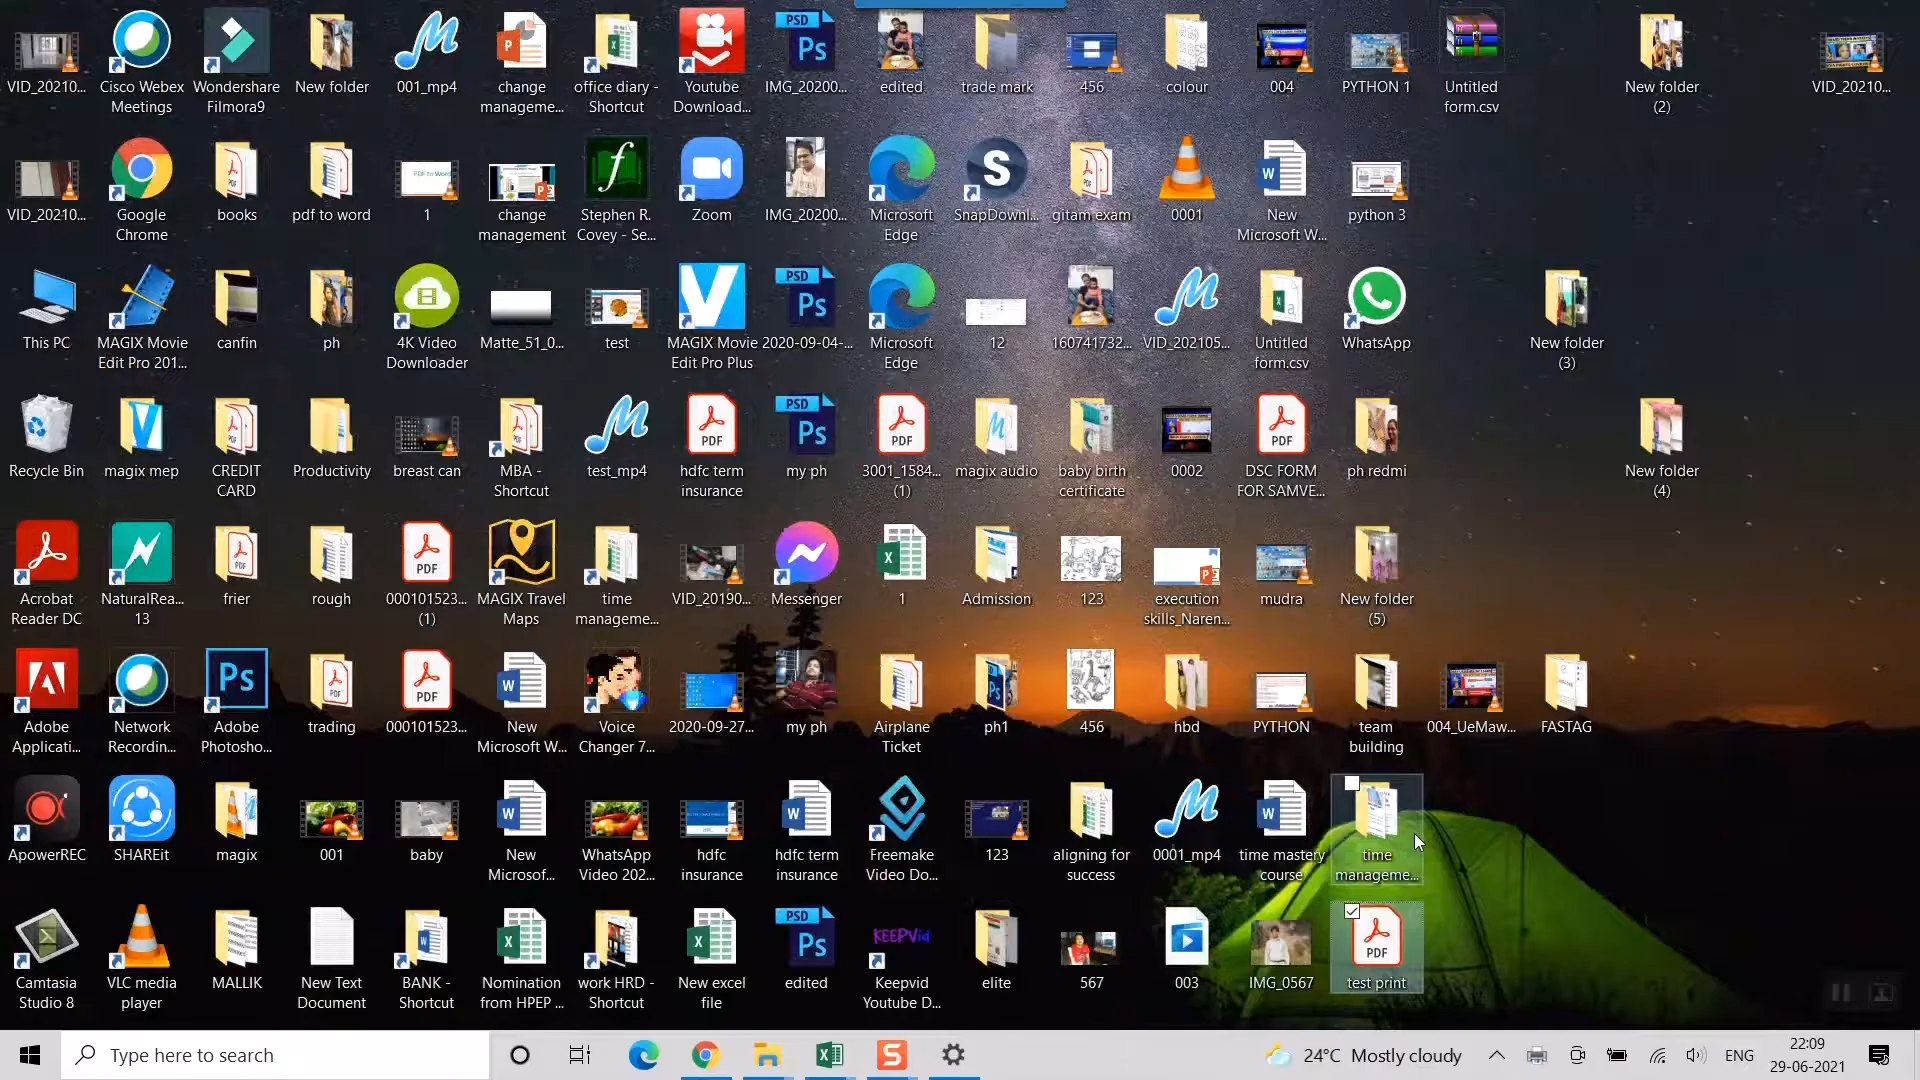 VID_20210...
Cisco Webex
Meetings
Wondershare
Filmora9
New folder
001_mp4
change
manageme...
office diary -
Shortcut
Youtube
Download...
IMG_20200...
edited
trade mark
456
colour
004
PYTHON 1
Untitled
form.csv
New folder
(2)
VID_20210...
VID_20210...
Google
Chrome
books
pdf to word
1
change
management
Stephen R.
Covey - Se...
Zoom
IMG_20200...
Microsoft
Edge
SnapDownl...
gitam exam
0001
New
Microsoft W...
python 3
This PC
MAGIX Movie
Edit Pro 201...
canfin
ph
4K Video
Downloader
Matte_51_0...
test
MAGIX Movie
Edit Pro Plus
2020-09-04-...
Microsoft
Edge
12
160741732...
VID_202105...
Untitled
form.csv
WhatsApp
New folder
(3)
Recycle Bin
magix mep
CREDIT
CARD
Productivity
breast can
MBA -
Shortcut
test_mp4
hdfc term
insurance
my ph
3001_1584...
(1)
magix audio
baby birth
certificate
0002
DSC FORM
FOR SAMVE...
ph redmi
New folder
(4)
Acrobat
Reader DC
NaturalRea...
13
frier
rough
000101523...
(1)
MAGIX Travel
Maps
time
manageme...
VID_20190...
Messenger
1
Admission
123
execution
skills_Naren...
mudra
New folder
(5)
Adobe
Applicati...
Network
Recordin...
Adobe
Photosho...
trading
000101523...
New
Microsoft W...
Voice
Changer 7...
2020-09-27...
my ph
Airplane
Ticket
ph1
456
hbd
PYTHON
team
building
004_UeMaw...
FASTAG
ApowerREC
SHAREit
magix
001
baby
New
Microsof...
WhatsApp
Video 202...
hdfc
insurance
hdfc term
insurance
Freemake
Video Do...
123
aligning for
success
0001_mp4
time mastery
course
time
manageme...
Camtasia
Studio 8
VLC media
player
MALLIK
New Text
Document
BANK -
Shortcut
Nomination
from HPEP ...
work HRD -
Shortcut
New excel
file
edited
Keepvid
Youtube D...
elite
567
003
IMG_0567
test print
Type here to search
24°C Mostly cloudy
ENG
22:09
29-06-2021